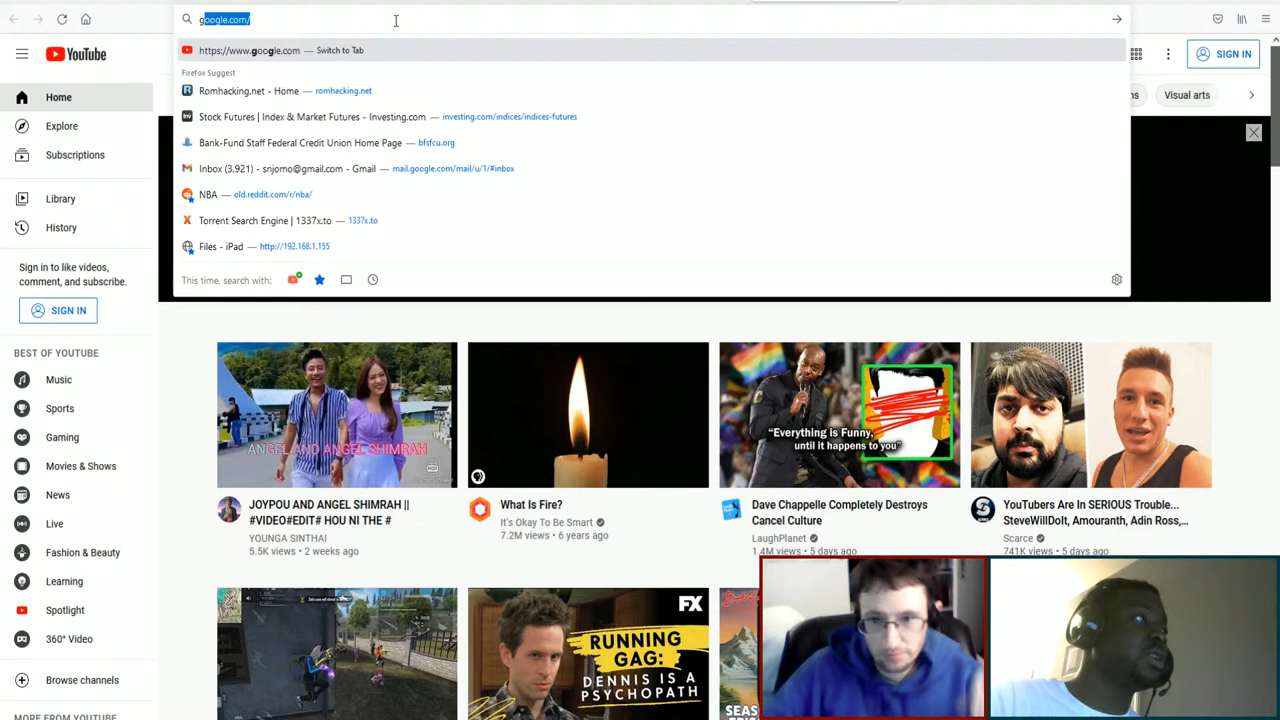 google.com/
https://www.google.com — Switch to Tab
Firefox Suggest
Romhacking.net - Home — romhacking.net
Stock Futures | Index & Market Futures - Investing.com — investing.com/indices/indices-futures
Bank-Fund Staff Federal Credit Union Home Page — bfsfcu.org
Inbox (3,921) - snjomo@gmail.com - Gmail — mail.google.com/mail/u/1/#inbox
NBA — old.reddit.com/r/nba/
Torrent Search Engine | 1337x.to — 1337x.to
Files - iPad — http://192.168.1.155
This time, search with:
YouTube
SIGN IN
Visual arts
Home
Explore
Subscriptions
Library
History
Sign in to like videos,
comment, and subscribe.
SIGN IN
BEST OF YOUTUBE
Music
Sports
Gaming
Movies & Shows
News
Live
Fashion & Beauty
Learning
Spotlight
360° Video
Browse channels
MORE FROM YOUTUBE
ANGEL AND ANGEL SHIMRAH
JOYPOU AND ANGEL SHIMRAH ||
#VIDEO#EDIT# HOU NI THE #
YOUNGA SINTHAI
5.5K views • 2 weeks ago
What Is Fire?
It's Okay To Be Smart
7.2M views • 6 years ago
"Everything is Funny,
until it happens to you"
Dave Chappelle Completely Destroys
Cancel Culture
LaughPlanet
1.4M views • 5 days ago
YouTubers Are In SERIOUS Trouble...
SteveWillDoIt, Amouranth, Adin Ross,...
Scarce
741K views • 5 days ago
FX
RUNNING
GAG:
DENNIS IS A
PSYCHOPATH